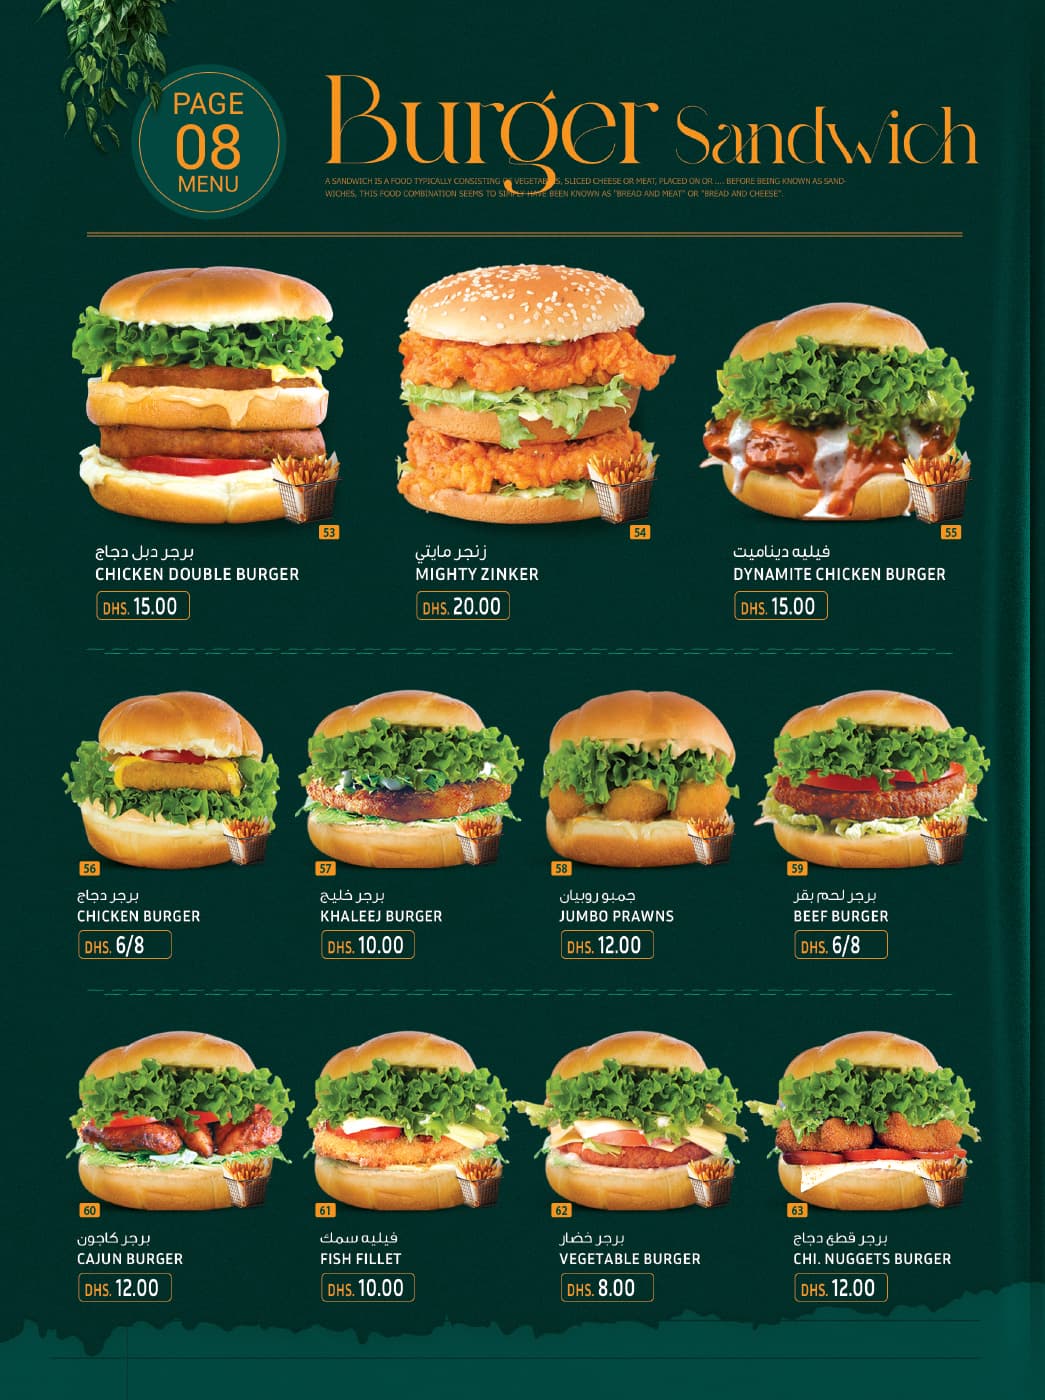 PAGE
08
MENU
Burger Sandwich
A SANDWICH IS A FOOD TYPICALLY CONSISTING OF VEGETABLES, SLICED CHEESE OR MEAT, PLACED ON OR .... BEFORE BEING KNOWN AS SAND-
WICHES, THIS FOOD COMBINATION SEEMS TO SIMPLY HAVE BEEN KNOWN AS "BREAD AND MEAT" OR "BREAD AND CHEESE".
53
برجر دبل دجاج
CHICKEN DOUBLE BURGER
DHS. 15.00
54
زنجر مايتي
MIGHTY ZINKER
DHS. 20.00
55
فيليه ديناميت
DYNAMITE CHICKEN BURGER
DHS. 15.00
56
برجر دجاج
CHICKEN BURGER
DHS. 6/8
57
برجر خليج
KHALEEJ BURGER
DHS. 10.00
58
جمبو روبيان
JUMBO PRAWNS
DHS. 12.00
59
برجر لحم بقر
BEEF BURGER
DHS. 6/8
60
برجر كاجون
CAJUN BURGER
DHS. 12.00
61
فيليه سمك
FISH FILLET
DHS. 10.00
62
برجر خضار
VEGETABLE BURGER
DHS. 8.00
63
برجر قطع دجاج
CHI. NUGGETS BURGER
DHS. 12.00